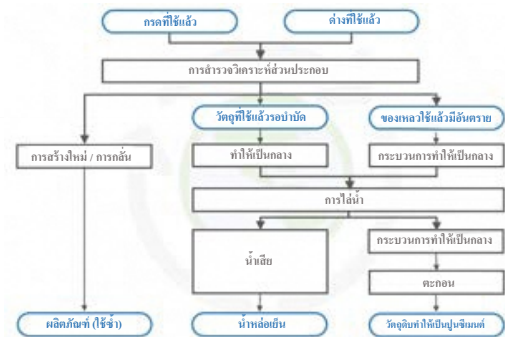 กรดที่ใช้แล้ว ด่างที่ใช้แล้ว
การสำรวจวิเคราะห์ส่วนประกอบ
วัตถุที่ใช้แล้วรอบำบัด ของเหลวใช้แล้วมีอันตราย
การสร้างใหม่ / การกลั่น ทำให้เป็นกลาง กระบวนการทำให้เป็นกลาง
การไล่น้ำ
น้ำเสีย กระบวนการทำให้เป็นกลาง
ตะกอน
ผลิตภัณฑ์ (ใช้ซ้ำ) น้ำหล่อเย็น วัตถุดิบทำให้เป็นปูนซีเมนต์